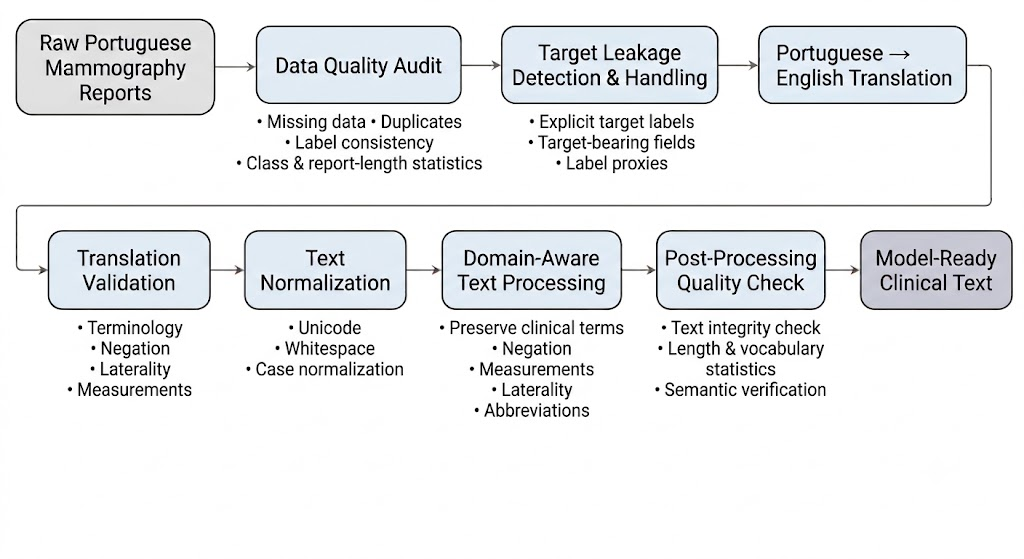 Raw Portuguese
Mammography
Reports
Data Quality Audit
• Missing data • Duplicates
• Label consistency
• Class & report-length statistics
Target Leakage
Detection & Handling
• Explicit target labels
• Target-bearing fields
• Label proxies
Portuguese →
English Translation
Translation
Validation
• Terminology
• Negation
• Laterality
• Measurements
Text
Normalization
• Unicode
• Whitespace
• Case normalization
Domain-Aware
Text Processing
• Preserve clinical terms
• Negation
• Measurements
• Laterality
• Abbreviations
Post-Processing
Quality Check
• Text integrity check
• Length & vocabulary
statistics
• Semantic verification
Model-Ready
Clinical Text